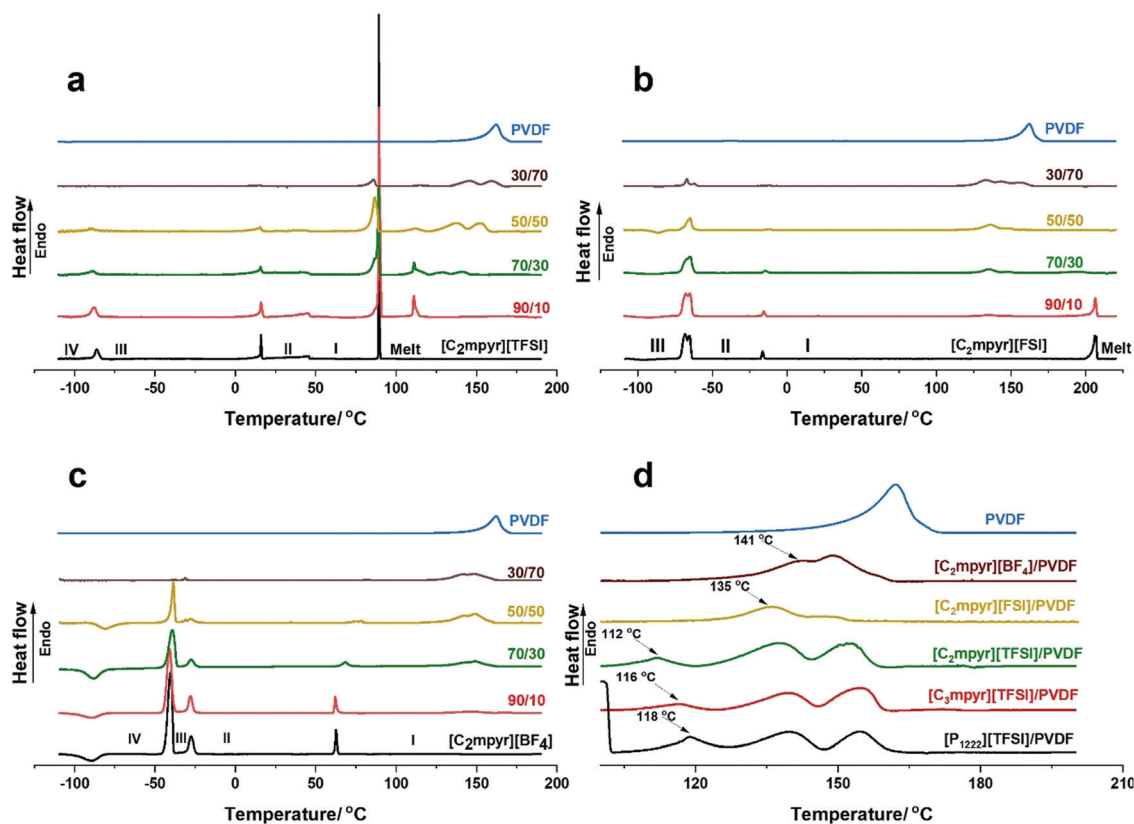 a
PVDF
30/70
50/50
70/30
90/10
IV III II I Melt [C₂mpyr][TFSI]
Heat flow
Endo
-100 -50 0 50 100 150 200
Temperature/ °C
b
PVDF
30/70
50/50
70/30
90/10
III II I [C₂mpyr][FSI] Melt
Heat flow
Endo
-100 -50 0 50 100 150 200
Temperature/ °C
c
PVDF
30/70
50/50
70/30
90/10
IV III II I [C₂mpyr][BF₄]
Heat flow
Endo
-100 -50 0 50 100 150 200
Temperature/ °C
d
PVDF
141 °C
[C₂mpyr][BF₄]/PVDF
135 °C
[C₂mpyr][FSI]/PVDF
112 °C
[C₂mpyr][TFSI]/PVDF
116 °C
[C₃mpyr][TFSI]/PVDF
118 °C
[P₁₂₂₂][TFSI]/PVDF
Heat flow
Endo
120 150 180 210
Temperature/ °C